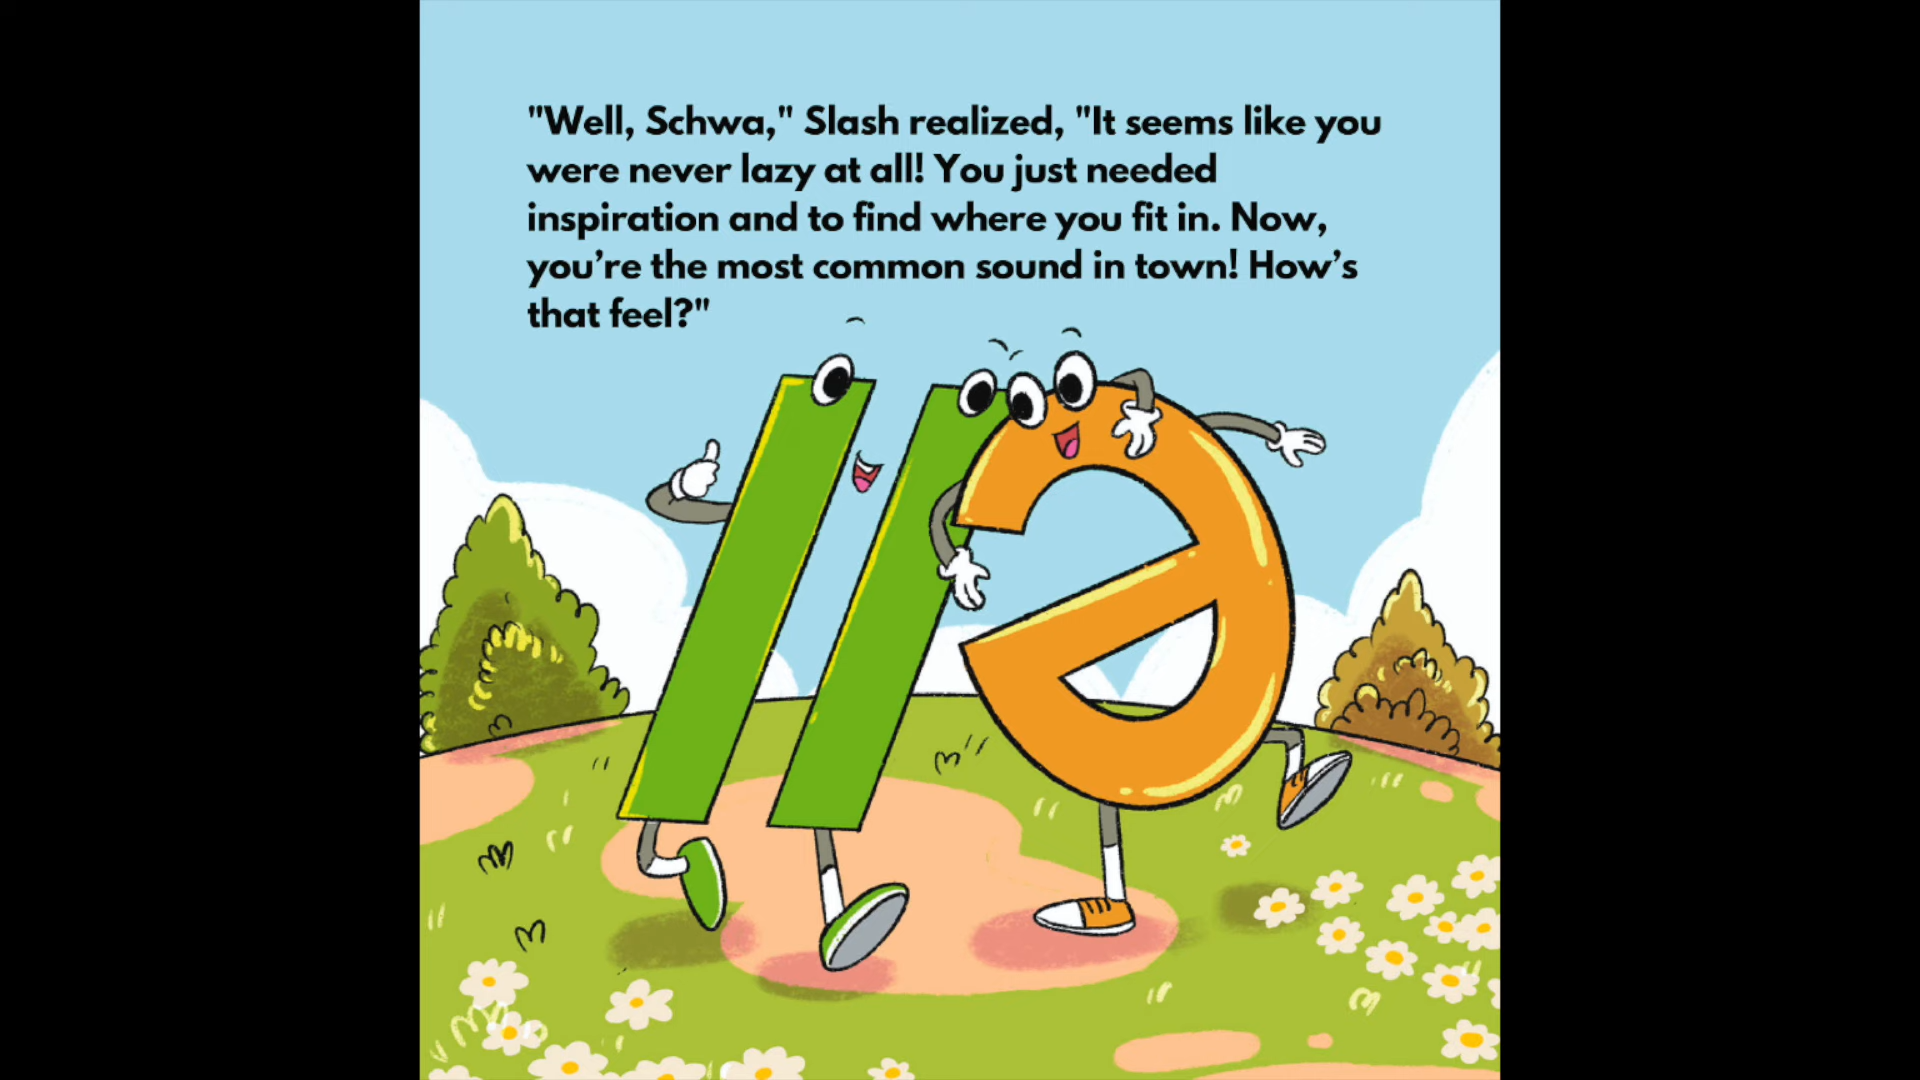 "Well, Schwa," Slash realized, "It seems like you
were never lazy at all! You just needed
inspiration and to find where you fit in. Now,
you’re the most common sound in town! How’s
that feel?"